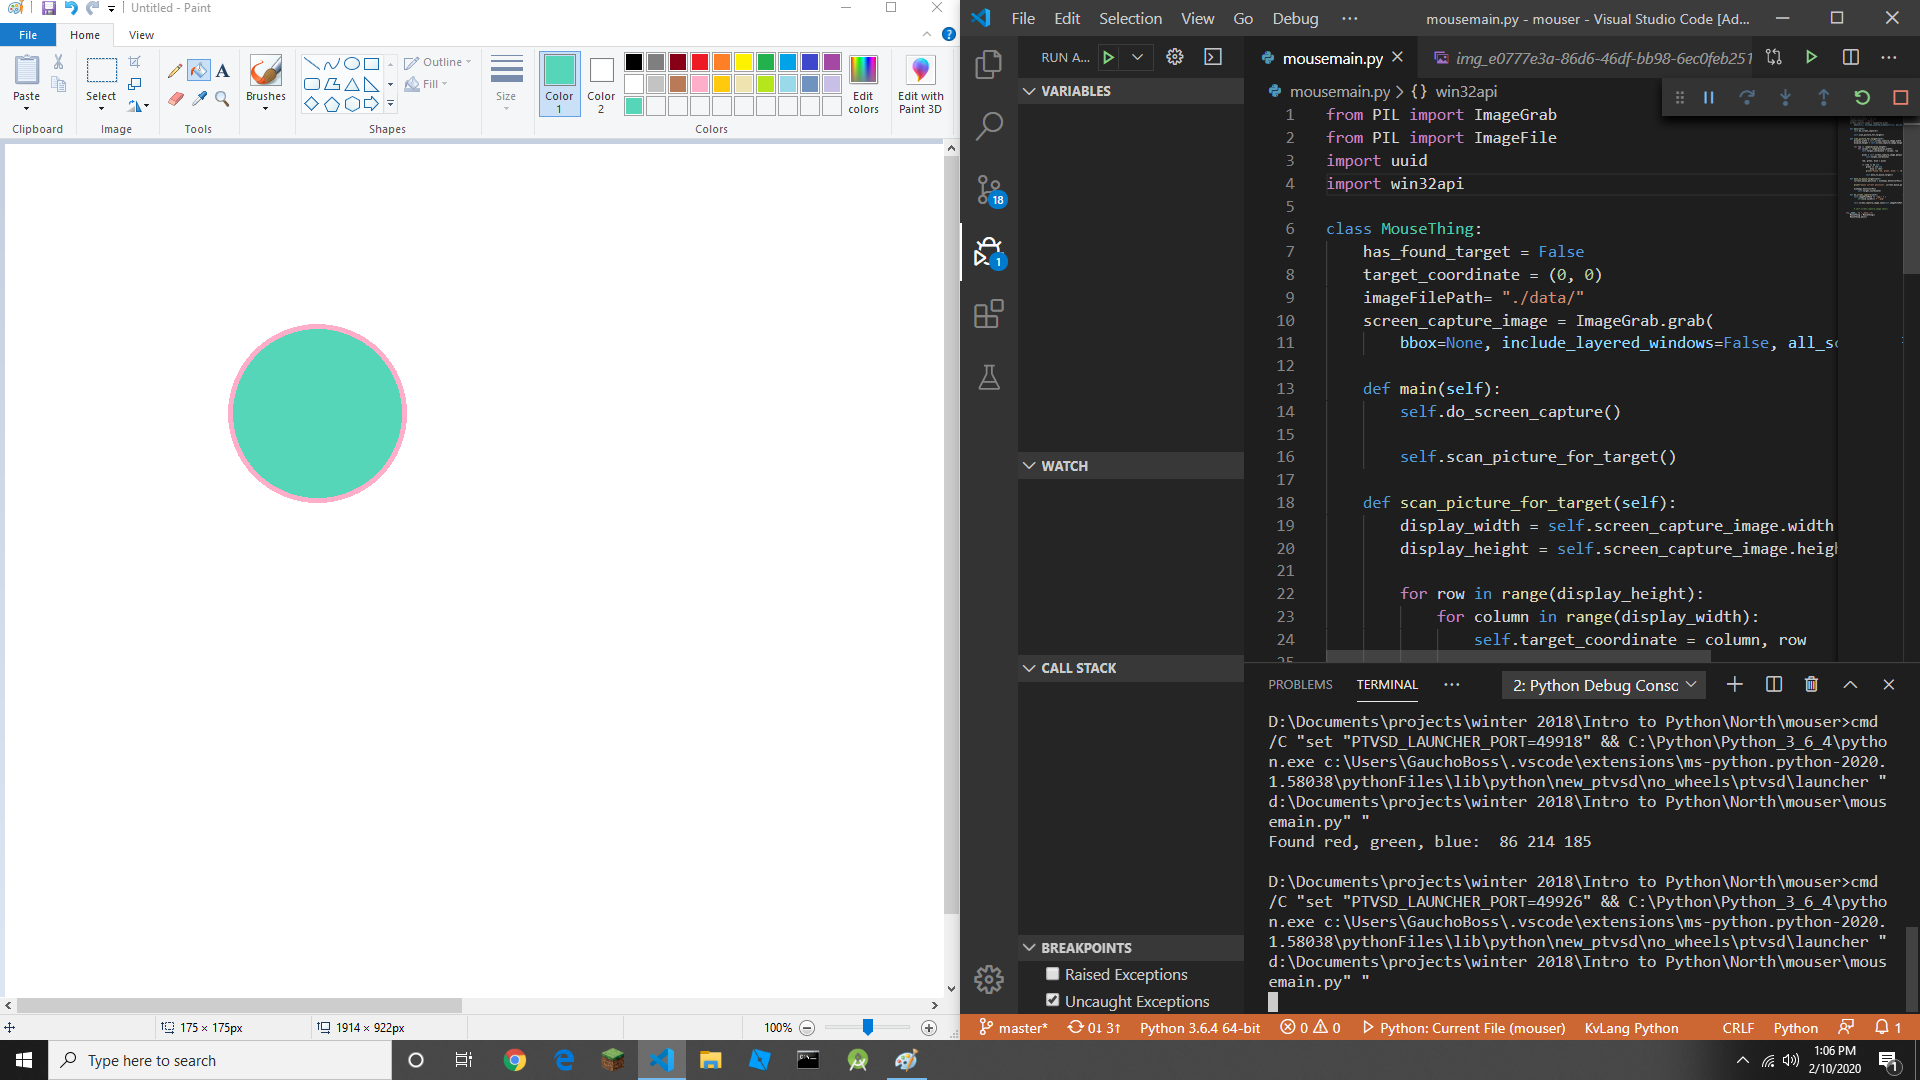 Untitled - Paint
File Home View
Paste
Select
Brushes
Outline
Fill
Size
Color 1
Color 2
Edit colors
Edit with Paint 3D
Clipboard
Image
Tools
Shapes
Colors
175 × 175px
1914 × 922px
100%
File Edit Selection View Go Debug ···
mousemain.py - mouser - Visual Studio Code [Ad...
RUN A...
mousemain.py
img_e0777e3a-86d6-46df-bb98-6ec0feb251
mousemain.py > {} win32api
VARIABLES
WATCH
CALL STACK
BREAKPOINTS
Raised Exceptions
Uncaught Exceptions
18
1
1 from PIL import ImageGrab
2 from PIL import ImageFile
3 import uuid
4 import win32api
5
6 class MouseThing:
7 has_found_target = False
8 target_coordinate = (0, 0)
9 imageFilePath= "./data/"
10 screen_capture_image = ImageGrab.grab(
11 bbox=None, include_layered_windows=False, all_sc
12
13 def main(self):
14 self.do_screen_capture()
15
16 self.scan_picture_for_target()
17
18 def scan_picture_for_target(self):
19 display_width = self.screen_capture_image.width
20 display_height = self.screen_capture_image.heigh
21
22 for row in range(display_height):
23 for column in range(display_width):
24 self.target_coordinate = column, row
25
PROBLEMS TERMINAL ···
2: Python Debug Consc
D:\Documents\projects\winter 2018\Intro to Python\North\mouser>cmd
/C "set "PTVSD_LAUNCHER_PORT=49918" && C:\Python\Python_3_6_4\pytho
n.exe c:\Users\GauchoBoss\.vscode\extensions\ms-python.python-2020.
1.58038\pythonFiles\lib\python\new_ptvsd\no_wheels\ptvsd\launcher "
d:\Documents\projects\winter 2018\Intro to Python\North\mouser\mous
emain.py" "
Found red, green, blue:  86 214 185
D:\Documents\projects\winter 2018\Intro to Python\North\mouser>cmd
/C "set "PTVSD_LAUNCHER_PORT=49926" && C:\Python\Python_3_6_4\pytho
n.exe c:\Users\GauchoBoss\.vscode\extensions\ms-python.python-2020.
1.58038\pythonFiles\lib\python\new_ptvsd\no_wheels\ptvsd\launcher "
d:\Documents\projects\winter 2018\Intro to Python\North\mouser\mous
emain.py" "
master* 0↓ 3↑ Python 3.6.4 64-bit 0 0 Python: Current File (mouser) KvLang Python CRLF Python 1
Type here to search
1:06 PM
2/10/2020
1